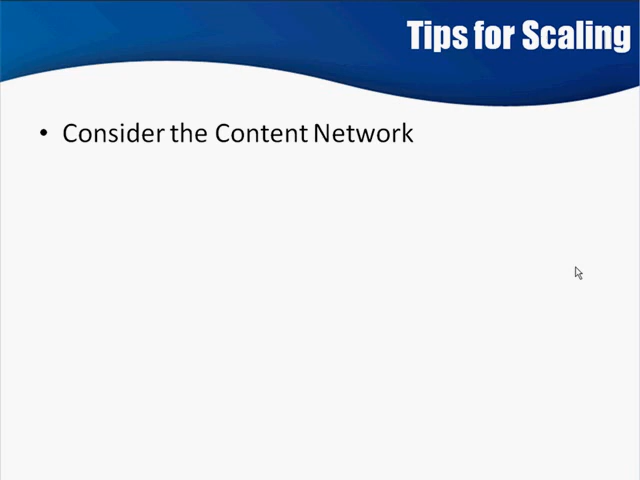 Tips for Scaling
• Consider the Content Network